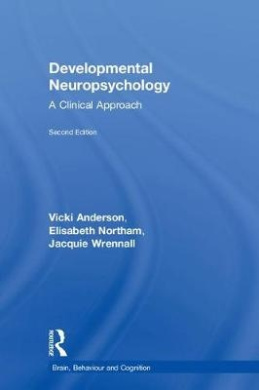 Developmental
Neuropsychology
A Clinical Approach
Second Edition
Vicki Anderson,
Elisabeth Northam,
Jacquie Wrennall
ROUTLEDGE
Brain, Behaviour and Cognition